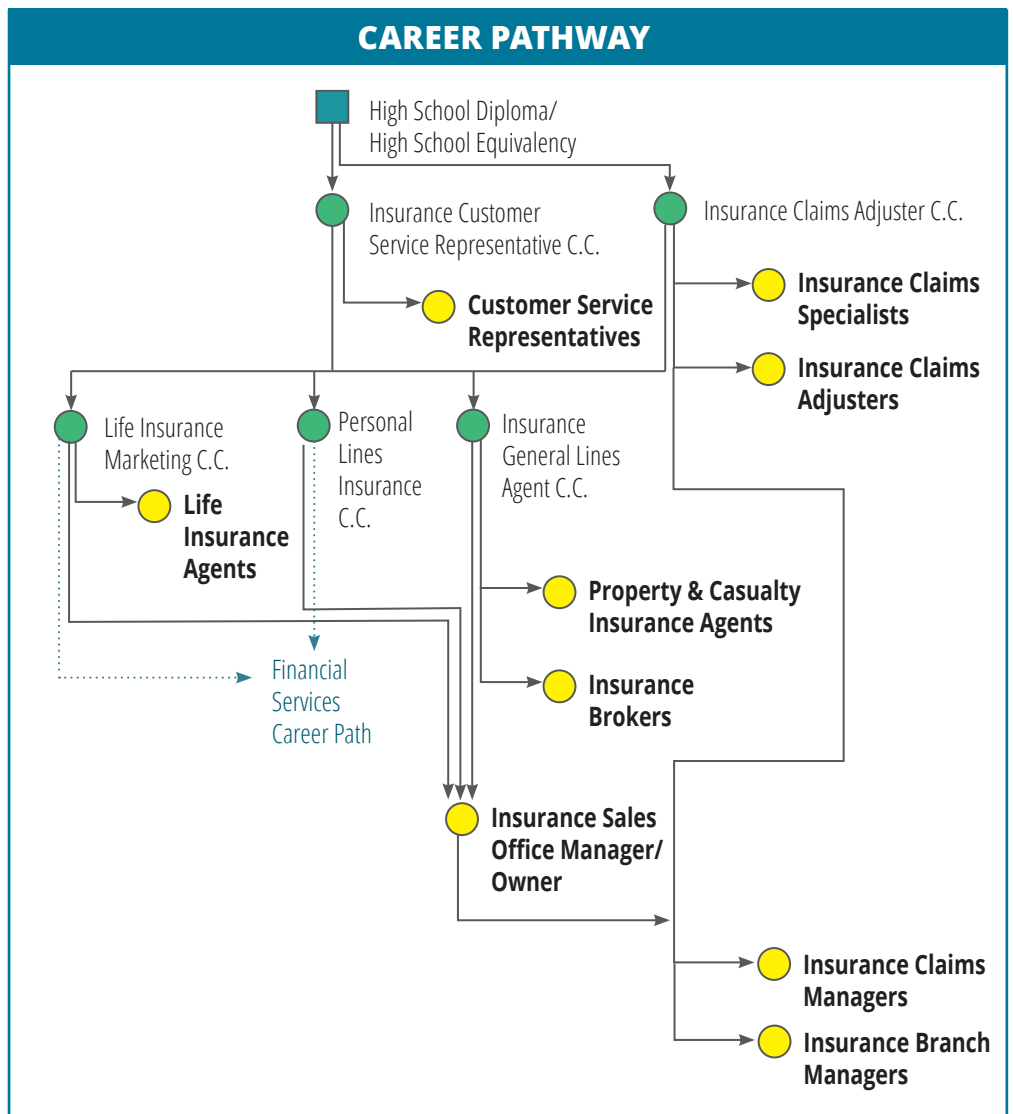 CAREER PATHWAY
High School Diploma/
High School Equivalency
Insurance Customer
Service Representative C.C.
Insurance Claims Adjuster C.C.
Customer Service
Representatives
Insurance Claims
Specialists
Insurance Claims
Adjusters
Life Insurance
Marketing C.C.
Personal
Lines
Insurance
C.C.
Insurance
General Lines
Agent C.C.
Life
Insurance
Agents
Property & Casualty
Insurance Agents
Insurance
Brokers
Financial
Services
Career Path
Insurance Sales
Office Manager/
Owner
Insurance Claims
Managers
Insurance Branch
Managers